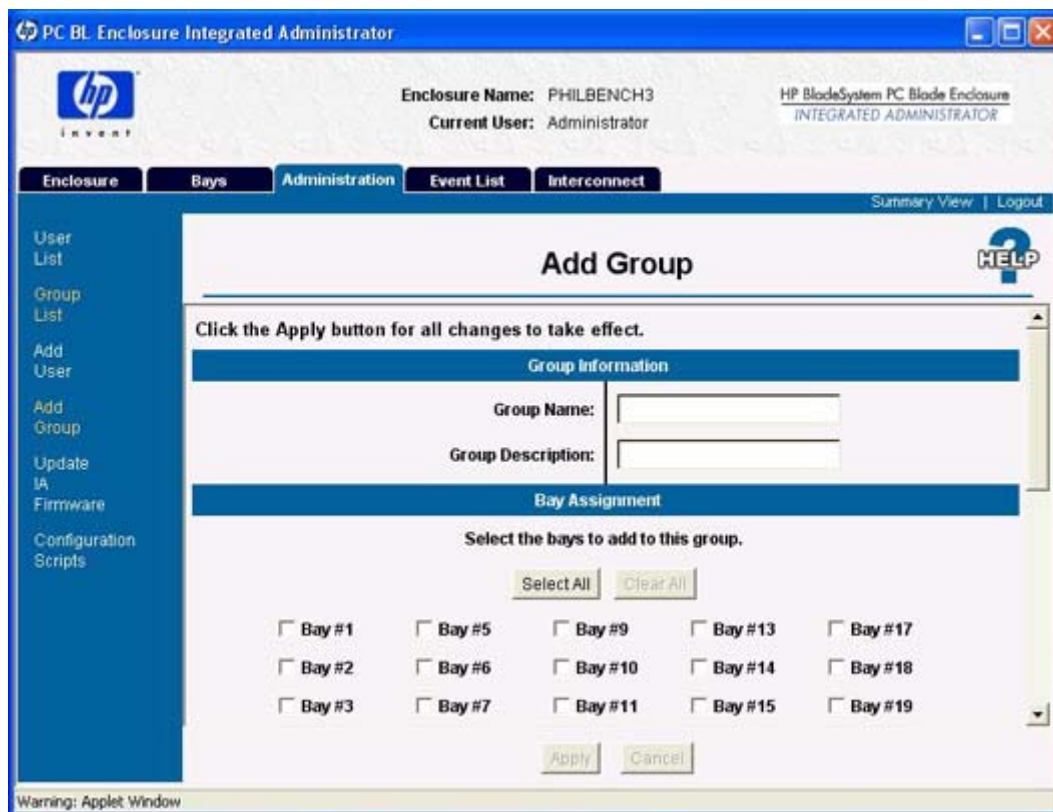 PC BL Enclosure Integrated Administrator
hp
invent
Enclosure Name: PHILBENCH3
Current User: Administrator
HP BladeSystem PC Blade Enclosure
INTEGRATED ADMINISTRATOR
Enclosure Bays Administration Event List Interconnect
Summary View | Logout
User
List
Group
List
Add
User
Add
Group
Update
IA
Firmware
Configuration
Scripts
Add Group
?
HELP
Click the Apply button for all changes to take effect.
Group Information
Group Name:
Group Description:
Bay Assignment
Select the bays to add to this group.
Select All Clear All
Bay #1 Bay #5 Bay #9 Bay #13 Bay #17
Bay #2 Bay #6 Bay #10 Bay #14 Bay #18
Bay #3 Bay #7 Bay #11 Bay #15 Bay #19
Apply Cancel
Warning: Applet Window